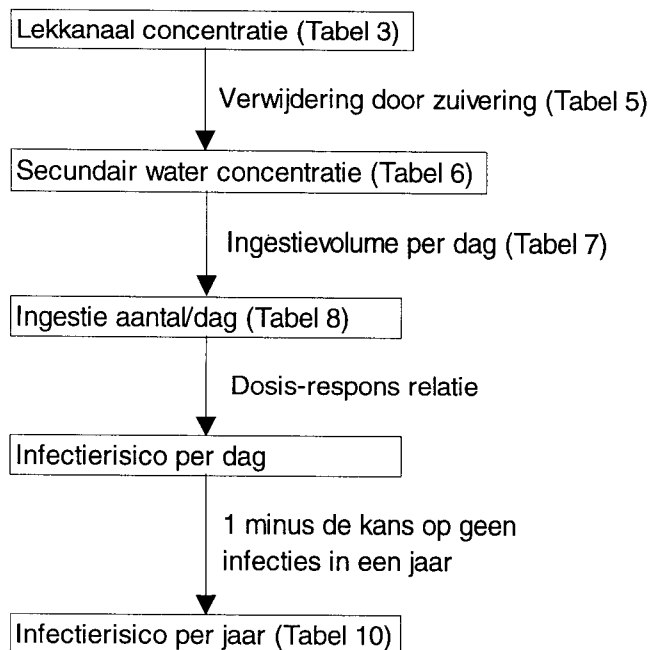 Lekkanaal concentratie (Tabel 3)
Verwijdering door zuivering (Tabel 5)
Secundair water concentratie (Tabel 6)
Ingestievolume per dag (Tabel 7)
Ingestie aantal/dag (Tabel 8)
Dosis-respons relatie
Infectierisico per dag
1 minus de kans op geen
infecties in een jaar
Infectierisico per jaar (Tabel 10)